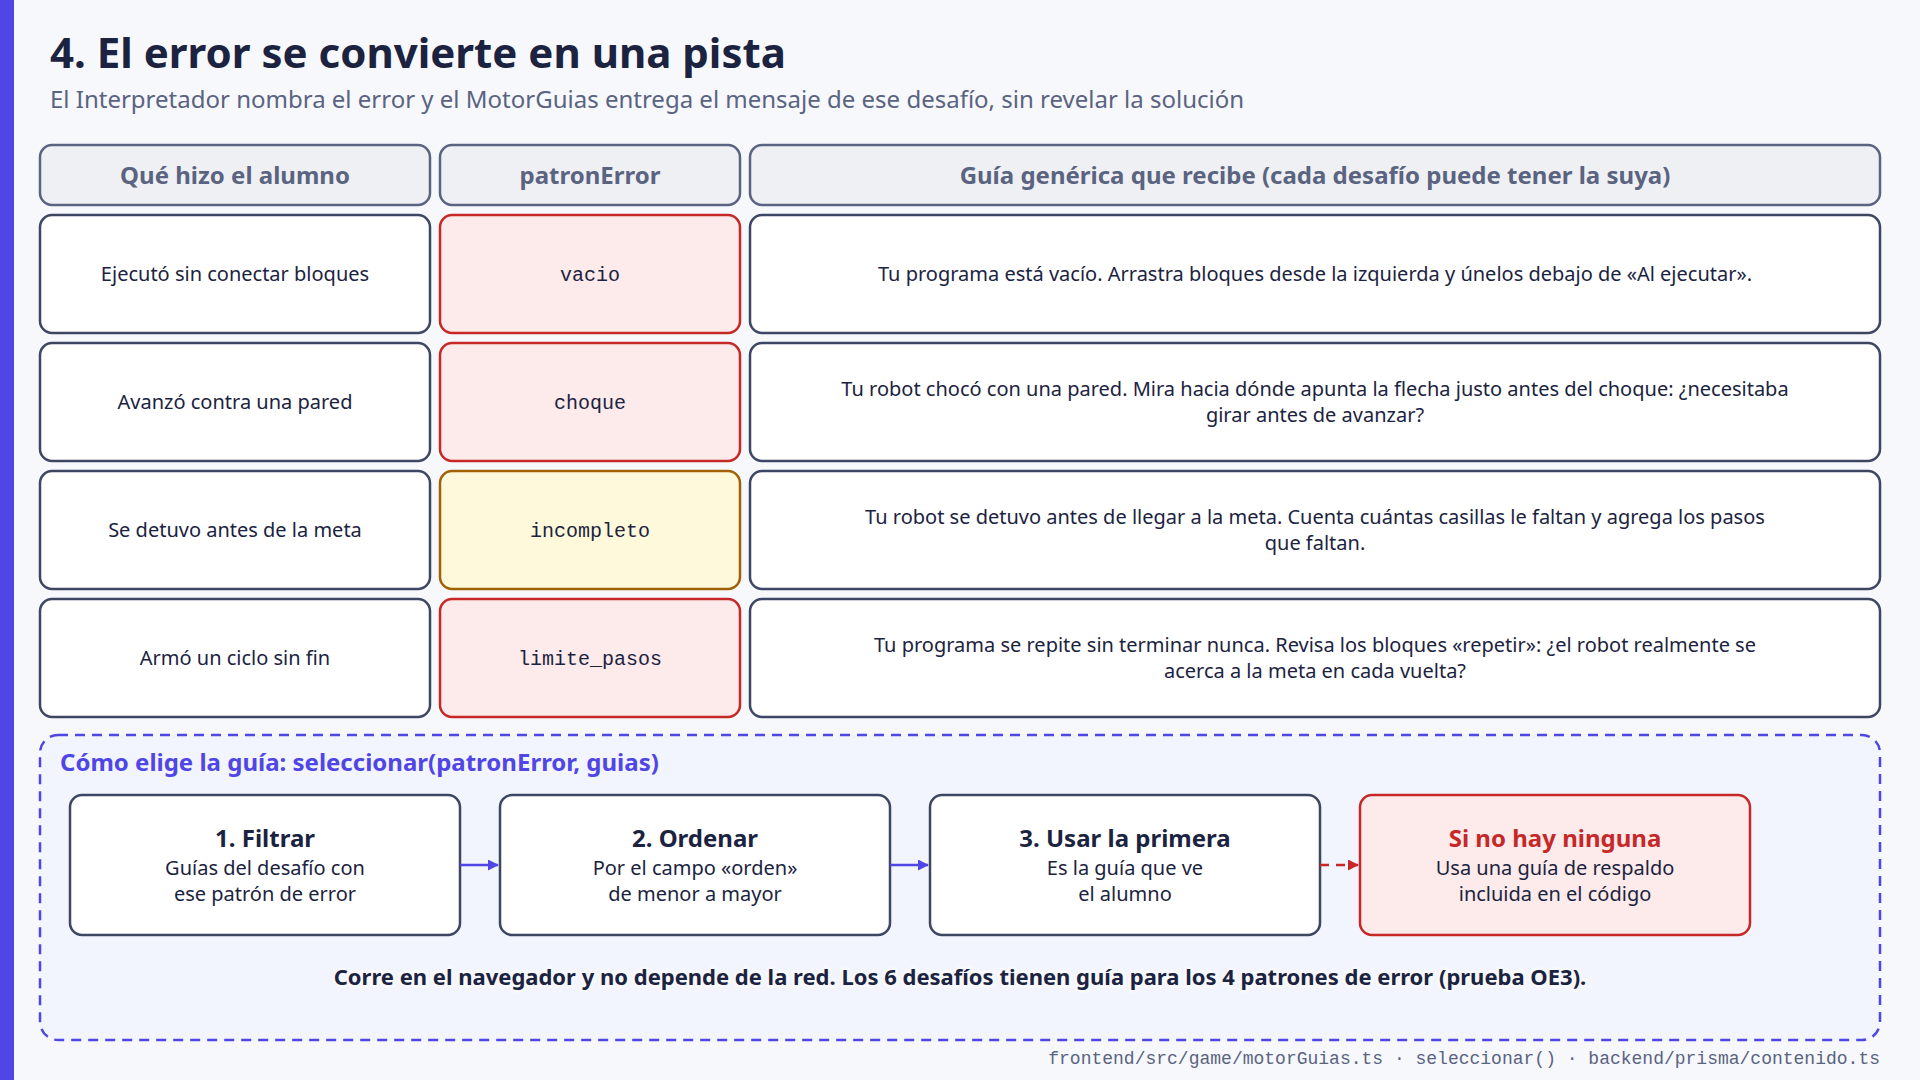 4. El error se convierte en una pista
El Interpretador nombra el error y el MotorGuias entrega el mensaje de ese desafío, sin revelar la solución
Qué hizo el alumno
patronError
Guía genérica que recibe (cada desafío puede tener la suya)
Ejecutó sin conectar bloques
vacio
Tu programa está vacío. Arrastra bloques desde la izquierda y únelos debajo de «Al ejecutar».
Avanzó contra una pared
choque
Tu robot chocó con una pared. Mira hacia dónde apunta la flecha justo antes del choque: ¿necesitaba
girar antes de avanzar?
Se detuvo antes de la meta
incompleto
Tu robot se detuvo antes de llegar a la meta. Cuenta cuántas casillas le faltan y agrega los pasos
que faltan.
Armó un ciclo sin fin
limite_pasos
Tu programa se repite sin terminar nunca. Revisa los bloques «repetir»: ¿el robot realmente se
acerca a la meta en cada vuelta?
Cómo elige la guía: seleccionar(patronError, guias)
1. Filtrar
Guías del desafío con
ese patrón de error
2. Ordenar
Por el campo «orden»
de menor a mayor
3. Usar la primera
Es la guía que ve
el alumno
Si no hay ninguna
Usa una guía de respaldo
incluida en el código
Corre en el navegador y no depende de la red. Los 6 desafíos tienen guía para los 4 patrones de error (prueba OE3).
frontend/src/game/motorGuias.ts · seleccionar() · backend/prisma/contenido.ts